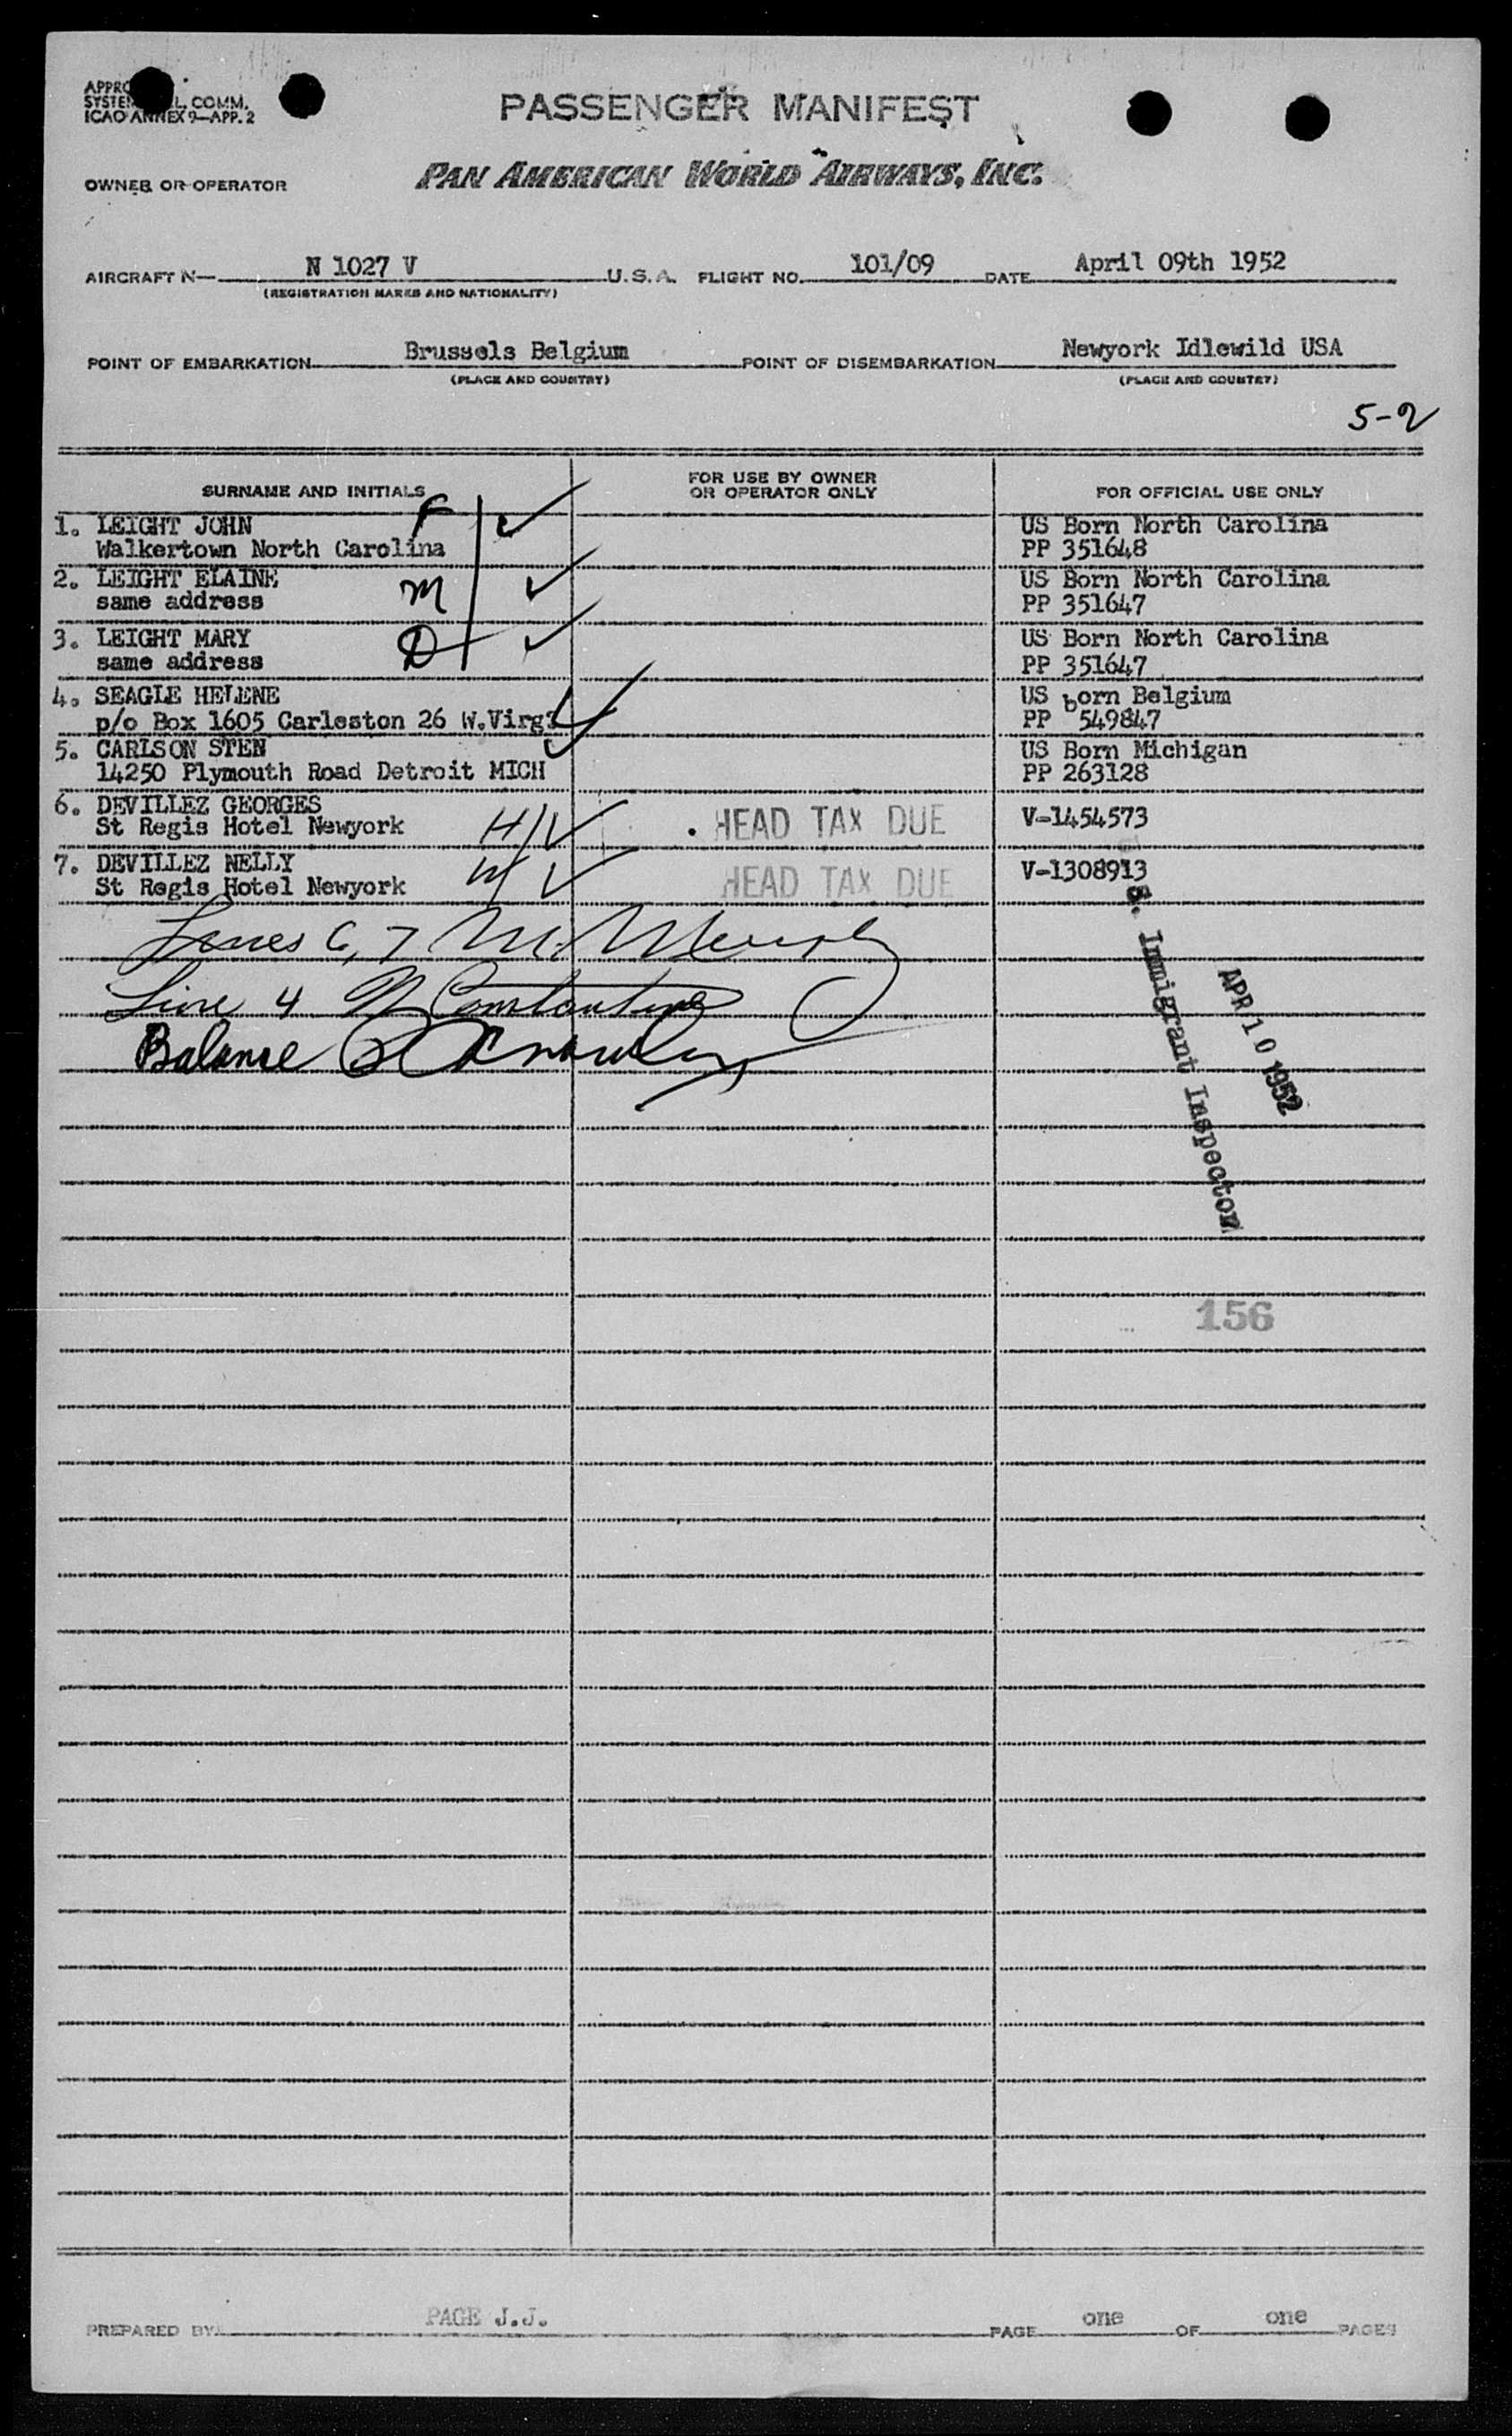 PASSENGER MANIFEST
ICAO ANNEX 9—APP. 2
OWNER OR OPERATOR PAN AMERICAN WORLD AIRWAYS, INC.
AIRCRAFT N— N 1027 V U.S.A. FLIGHT NO. 101/09 DATE April 09th 1952
(REGISTRATION MARKS AND NATIONALITY)
POINT OF EMBARKATION Brussels Belgium POINT OF DISEMBARKATION Newyork Idlewild USA
(PLACE AND COUNTRY) (PLACE AND COUNTRY)
5-2
SURNAME AND INITIALS FOR USE BY OWNER OR OPERATOR ONLY FOR OFFICIAL USE ONLY
1. LEIGHT JOHN F US Born North Carolina
Walkertown North Carolina PP 351648
2. LEIGHT ELAINE M US Born North Carolina
same address PP 351647
3. LEIGHT MARY D US Born North Carolina
same address PP 351647
4. SEAGLE HELENE US born Belgium
p/o Box 1605 Carleston 26 W.Virg PP 549847
5. CARLSON STEN US Born Michigan
14250 Plymouth Road Detroit MICH PP 263128
6. DEVILLEZ GEORGES H HEAD TAX DUE V-1454573
St Regis Hotel Newyork
7. DEVILLEZ NELLY W HEAD TAX DUE V-1308913
St Regis Hotel Newyork
Lines 6, 7 M. Murphy
Line 4 N Constantine
Balance
S. Immigrant Inspector
APR 10 1952
156
PREPARED BY PAGE J.J. PAGE one OF one PAGES